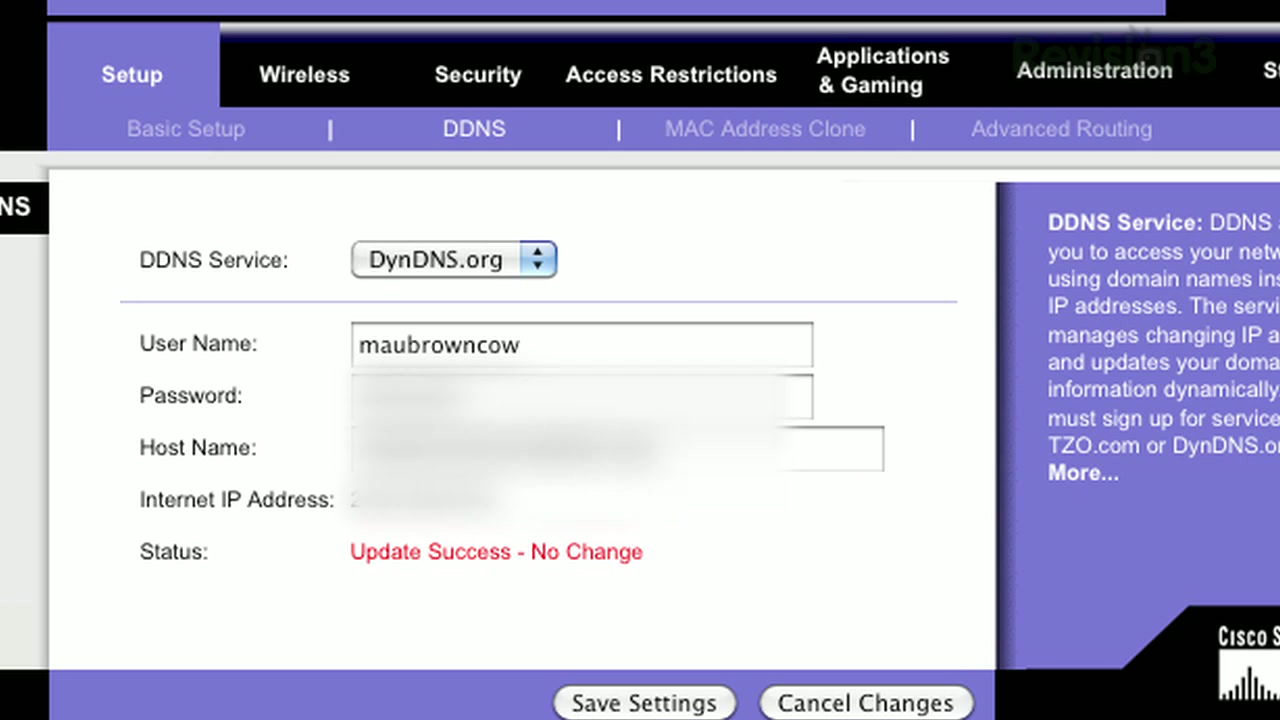 Revision3
Setup
Wireless
Security
Access Restrictions
Applications
& Gaming
Administration
Basic Setup | DDNS | MAC Address Clone | Advanced Routing
NS
DDNS Service: DynDNS.org
User Name: maubrowncow
Password:
Host Name:
Internet IP Address:
Status: Update Success - No Change
DDNS Service: DDNS
you to access your netw
using domain names ins
IP addresses. The servi
manages changing IP a
and updates your doma
information dynamically.
must sign up for service
TZO.com or DynDNS.or
More...
Cisco S
Save Settings
Cancel Changes